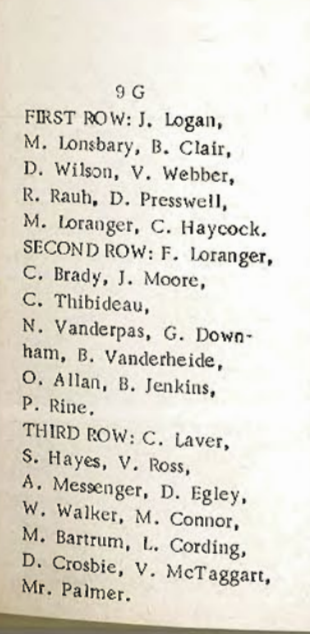 9 G
FIRST ROW: J. Logan,
M. Lonsbary, B. Clair,
D. Wilson, V. Webber,
R. Rauh, D. Presswell,
M. Loranger, C. Haycock.
SECOND ROW: F. Loranger,
C. Brady, J. Moore,
C. Thibideau,
N. Vanderpas, G. Down-
ham, B. Vanderheide,
O. Allan, B. Jenkins,
P. Rine.
THIRD ROW: C. Laver,
S. Hayes, V. Ross,
A. Messenger, D. Egley,
W. Walker, M. Connor,
M. Bartrum, L. Cording,
D. Crosbie, V. McTaggart,
Mr. Palmer.